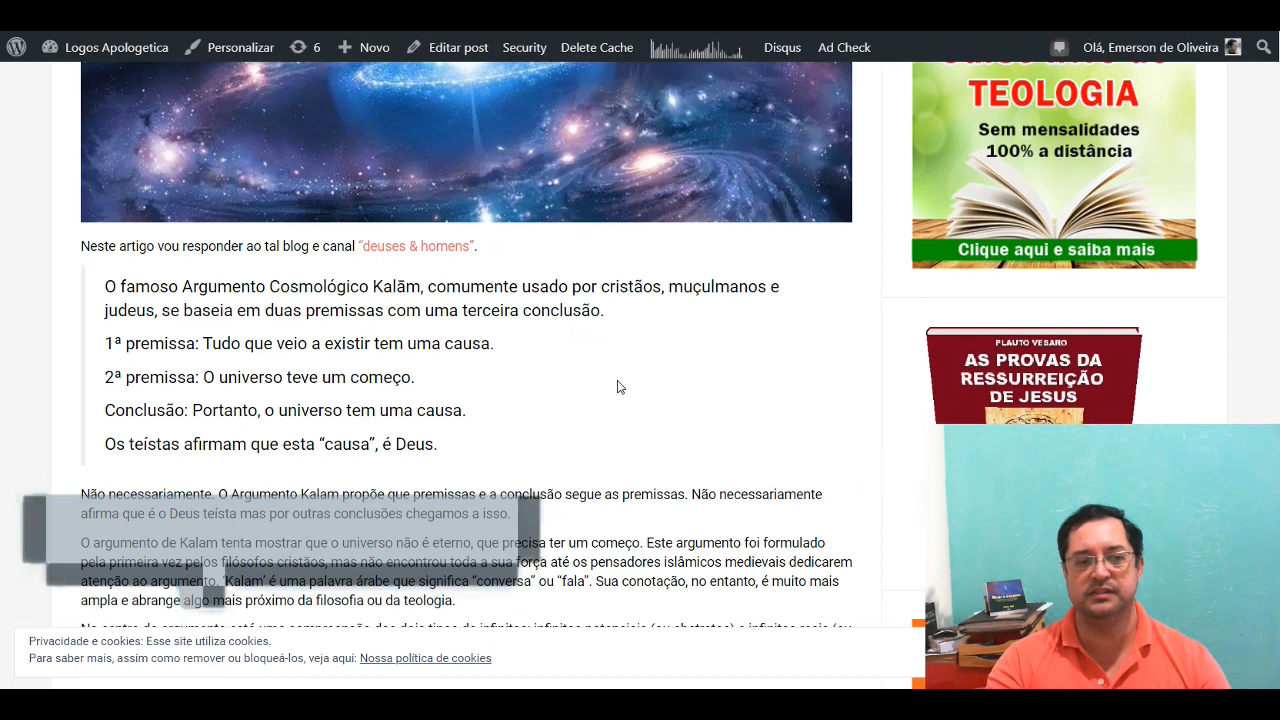 Logos Apologetica Personalizar 6 Novo Editar post Security Delete Cache Disqus Ad Check Olá, Emerson de Oliveira
TEOLOGIA
Sem mensalidades
100% a distância
Clique aqui e saiba mais
Neste artigo vou responder ao tal blog e canal “deuses & homens”.
O famoso Argumento Cosmológico Kalām, comumente usado por cristãos, muçulmanos e
judeus, se baseia em duas premissas com uma terceira conclusão.
1ª premissa: Tudo que veio a existir tem uma causa.
2ª premissa: O universo teve um começo.
Conclusão: Portanto, o universo tem uma causa.
Os teístas afirmam que esta “causa”, é Deus.
PLAUTO VESARO
AS PROVAS DA
RESSURREIÇÃO
DE JESUS
Não necessariamente. O Argumento Kalam propõe que premissas e a conclusão segue as premissas. Não necessariamente
afirma que é o Deus teísta mas por outras conclusões chegamos a isso.
O argumento de Kalam tenta mostrar que o universo não é eterno, que precisa ter um começo. Este argumento foi formulado
pela primeira vez pelos filósofos cristãos, mas não encontrou toda a sua força até os pensadores islâmicos medievais dedicarem
atenção ao argumento. ‘Kalam’ é uma palavra árabe que significa “conversa” ou “fala”. Sua conotação, no entanto, é muito mais
ampla e abrange algo mais próximo da filosofia ou da teologia.
Privacidade e cookies: Esse site utiliza cookies.
Para saber mais, assim como remover ou bloqueá-los, veja aqui: Nossa política de cookies